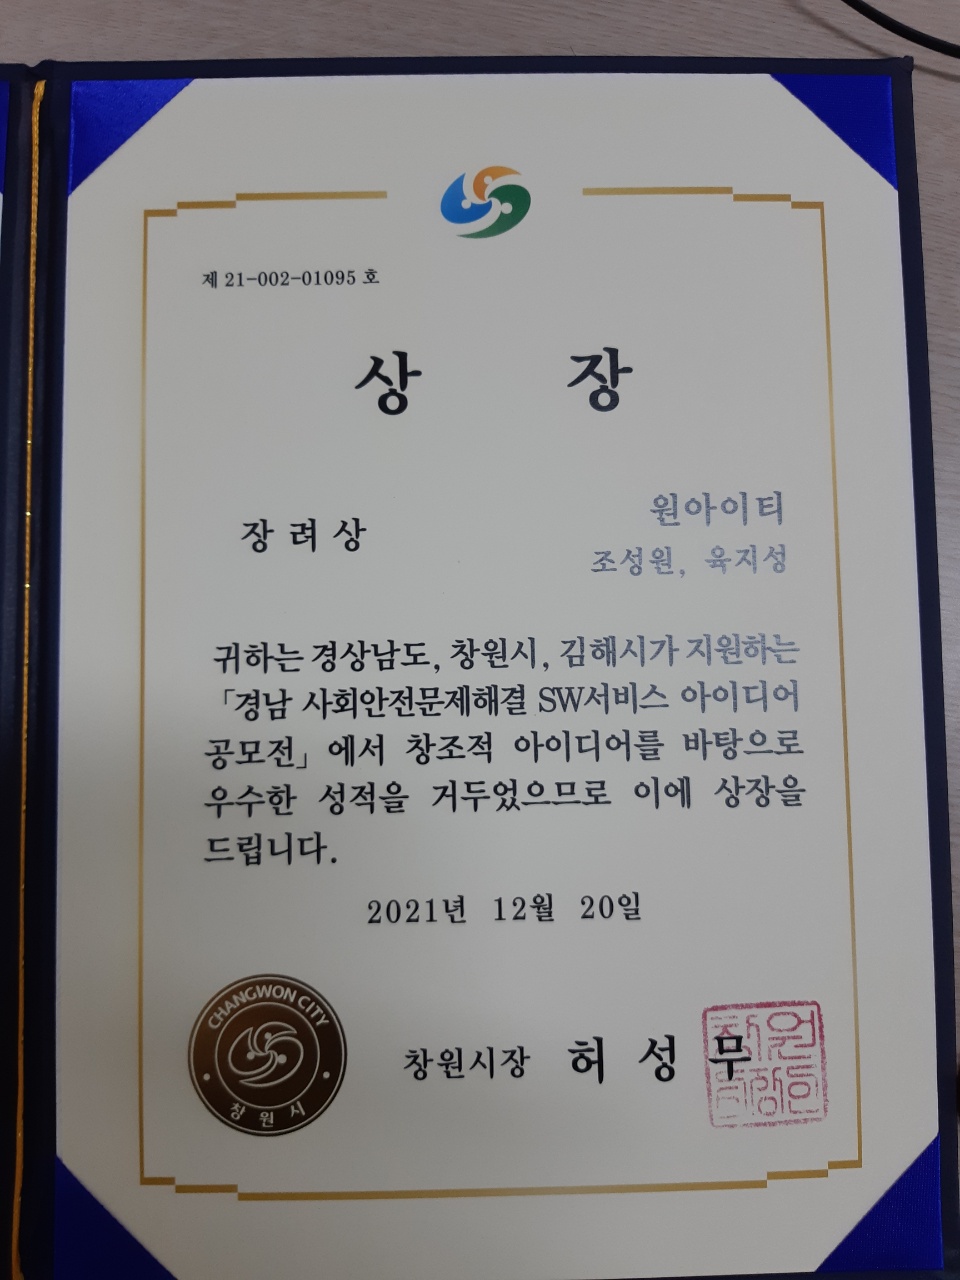 제 21-002-01095 호
상 장
장 려 상
원아이티
조성원, 육지성
귀하는 경상남도, 창원시, 김해시가 지원하는
「경남 사회안전문제해결 SW서비스 아이디어
공모전」에서 창조적 아이디어를 바탕으로
우수한 성적을 거두었으므로 이에 상장을
드립니다.
2021년 12월 20일
CHANGWON CITY
창원시
창원시장 허 성 무
창원
시장인